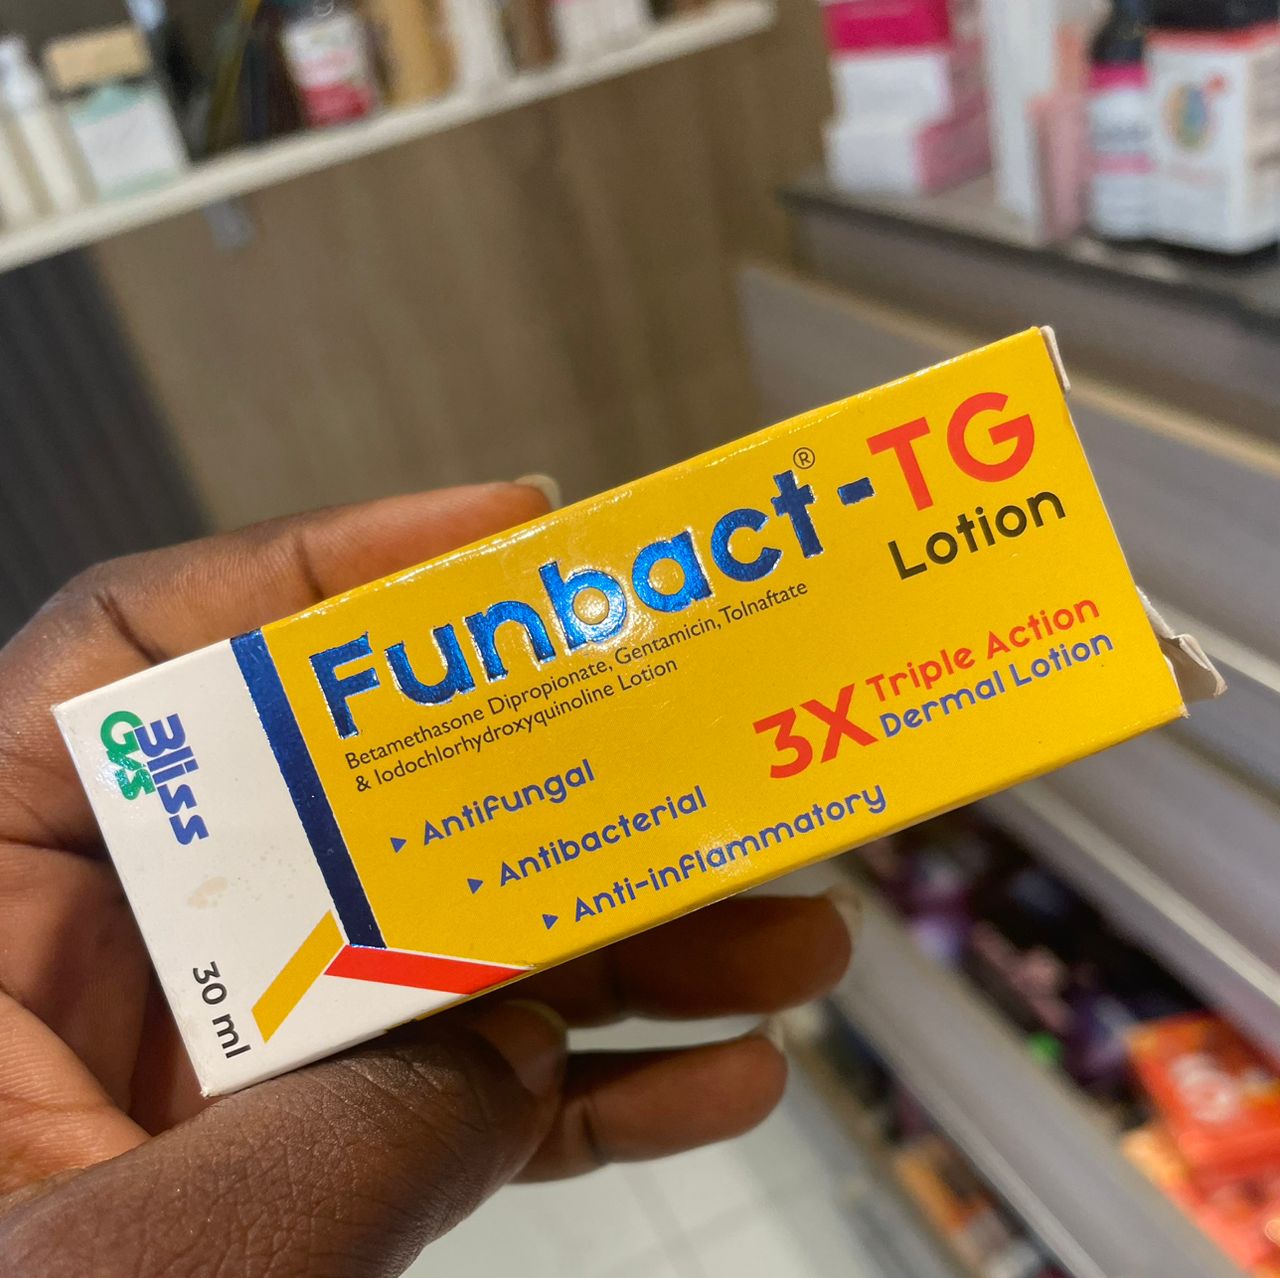 Funbact®-TG
Lotion
Betamethasone Dipropionate, Gentamicin, Tolnaftate
& Iodochlorhydroxyquinoline Lotion
3X Triple Action
Dermal Lotion
▶ Antifungal
▶ Antibacterial
▶ Anti-inflammatory
Bliss
GVS
30 ml